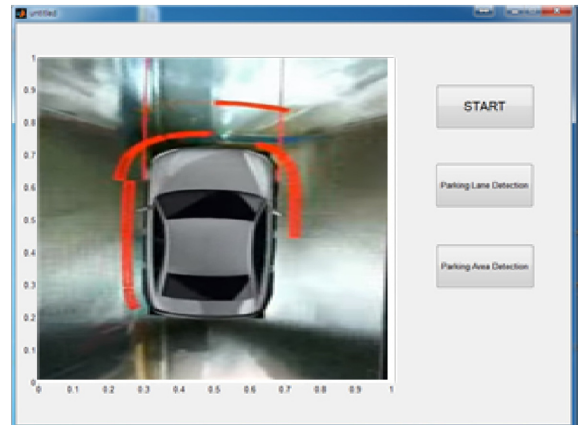 untitled
START
Parking Lane Detection
Parking Area Detection
1
0.9
0.8
0.7
0.6
0.5
0.4
0.3
0.2
0.1
0
0 0.1 0.2 0.3 0.4 0.5 0.6 0.7 0.8 0.9 1